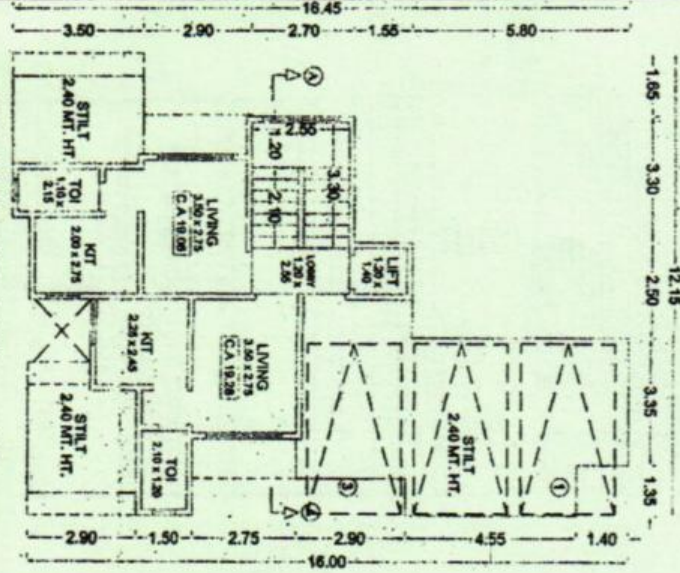 16.45
3.50 2.90 2.70 1.55 5.80
A
STILT
2.40 MT. HT.
2.55
1.20
3.30
2.10
TOI
1.10 x
2.15
LIVING
3.50 x 2.75
C.A 19.06
KIT
2.00 x 2.75
LOBBY
1.20 x
2.55
LIFT
1.20 x
1.40
1.65
3.30
2.50
3.35
1.35
12.15
KIT
2.25 x 2.45
LIVING
3.50 x 2.75
C.A 19.28
STILT
2.40 MT. HT.
STILT
2.40 MT. HT.
TOI
2.10 x 1.20
3
1
2.90 1.50 2.75 2.90 4.55 1.40
16.00